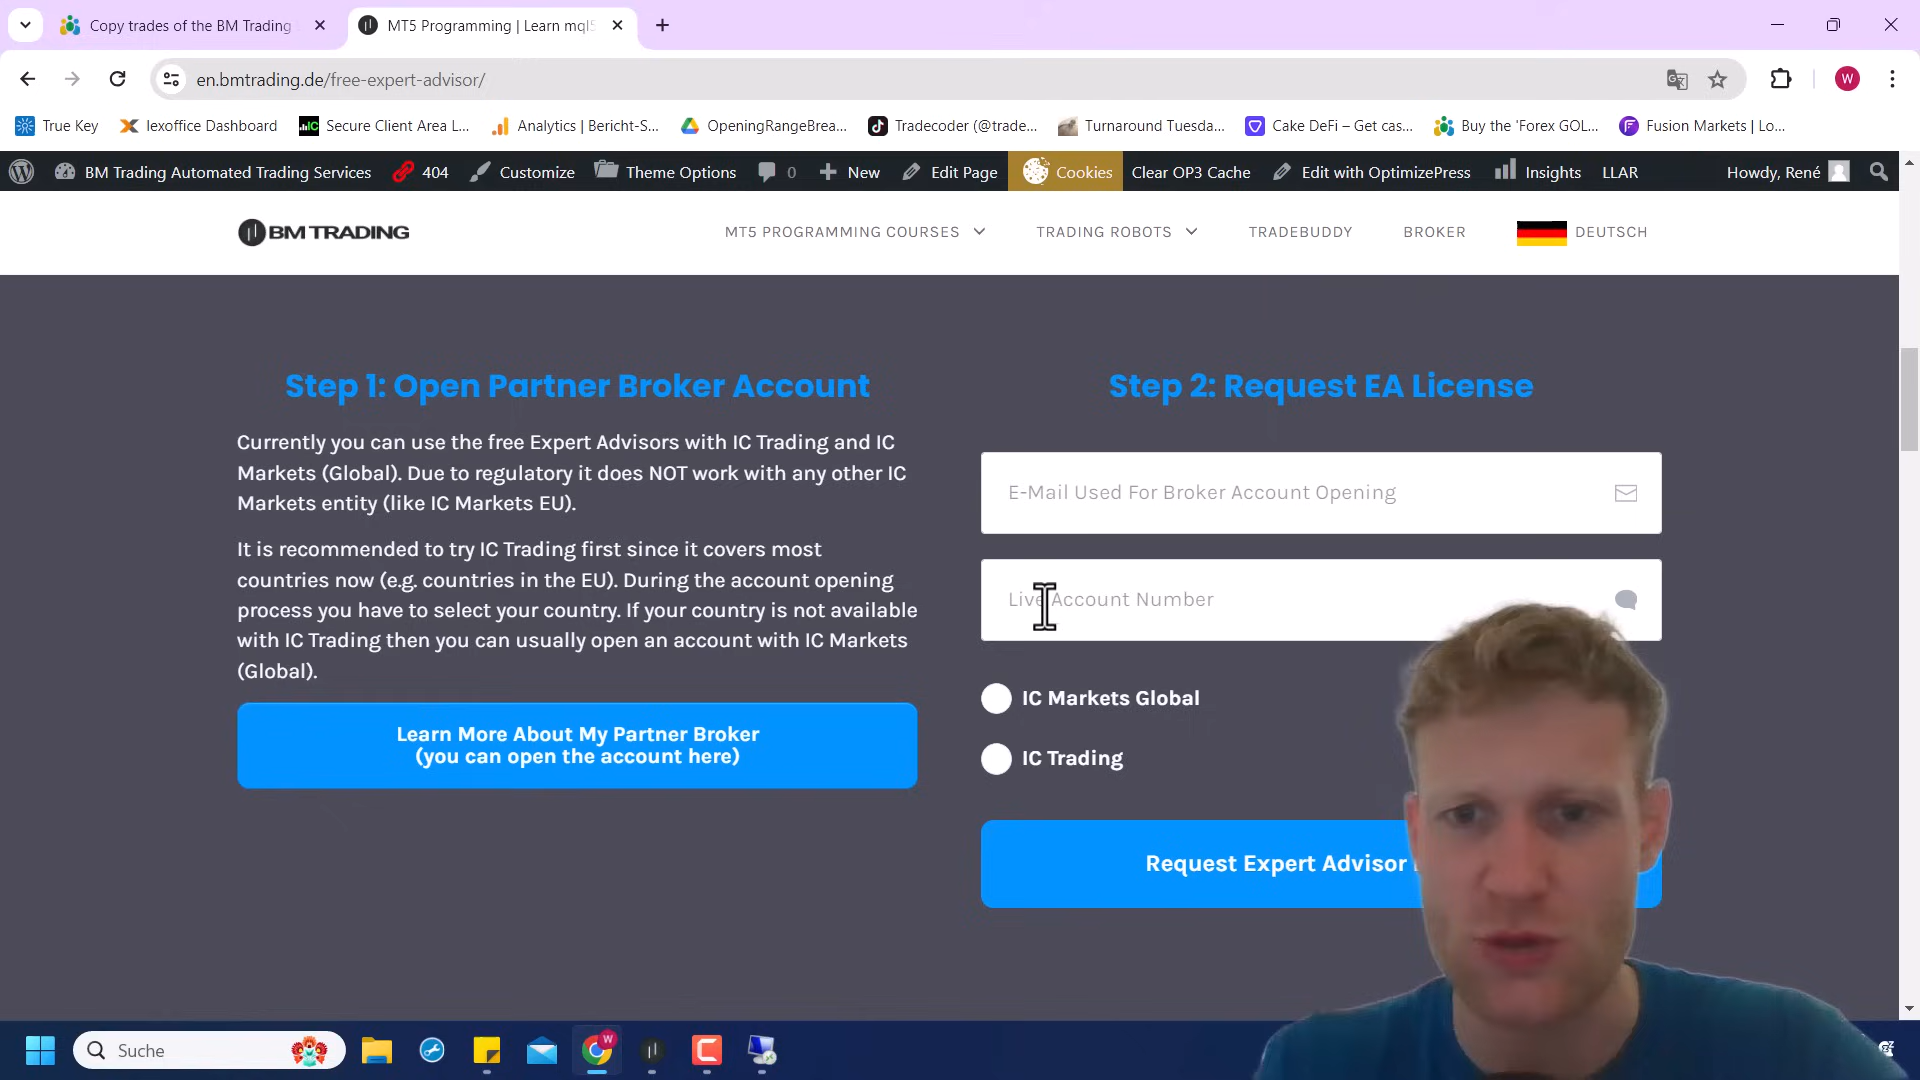 Copy trades of the BM Trading
MT5 Programming | Learn mql5
W
en.bmtrading.de/free-expert-advisor/
True Key
lexoffice Dashboard
Secure Client Area L...
Analytics (Bericht-S...
OpeningRangeBrea...
Tradecoder (@trade...
Turnaround Tuesda...
Cake DeFi – Get cas...
Buy the 'Forex GOL...
Fusion Markets | Lo...
BM Trading Automated Trading Services
404
Customize
Theme Options
0
New
Edit Page
Cookies
Clear OP3 Cache
Edit with OptimizePress
Insights
LLAR
Howdy, René
BM TRADING
MT5 PROGRAMMING COURSES
TRADING ROBOTS
TRADEBUDDY
BROKER
DEUTSCH
Step 1: Open Partner Broker Account
Currently you can use the free Expert Advisors with IC Trading and IC
Markets (Global). Due to regulatory it does NOT work with any other IC
Markets entity (like IC Markets EU).
It is recommended to try IC Trading first since it covers most
countries now (e.g. countries in the EU). During the account opening
process you have to select your country. If your country is not available
with IC Trading then you can usually open an account with IC Markets
(Global).
Learn More About My Partner Broker
(you can open the account here)
Step 2: Request EA License
E-Mail Used For Broker Account Opening
Live Account Number
IC Markets Global
IC Trading
Request Expert Advisor
Suche
W